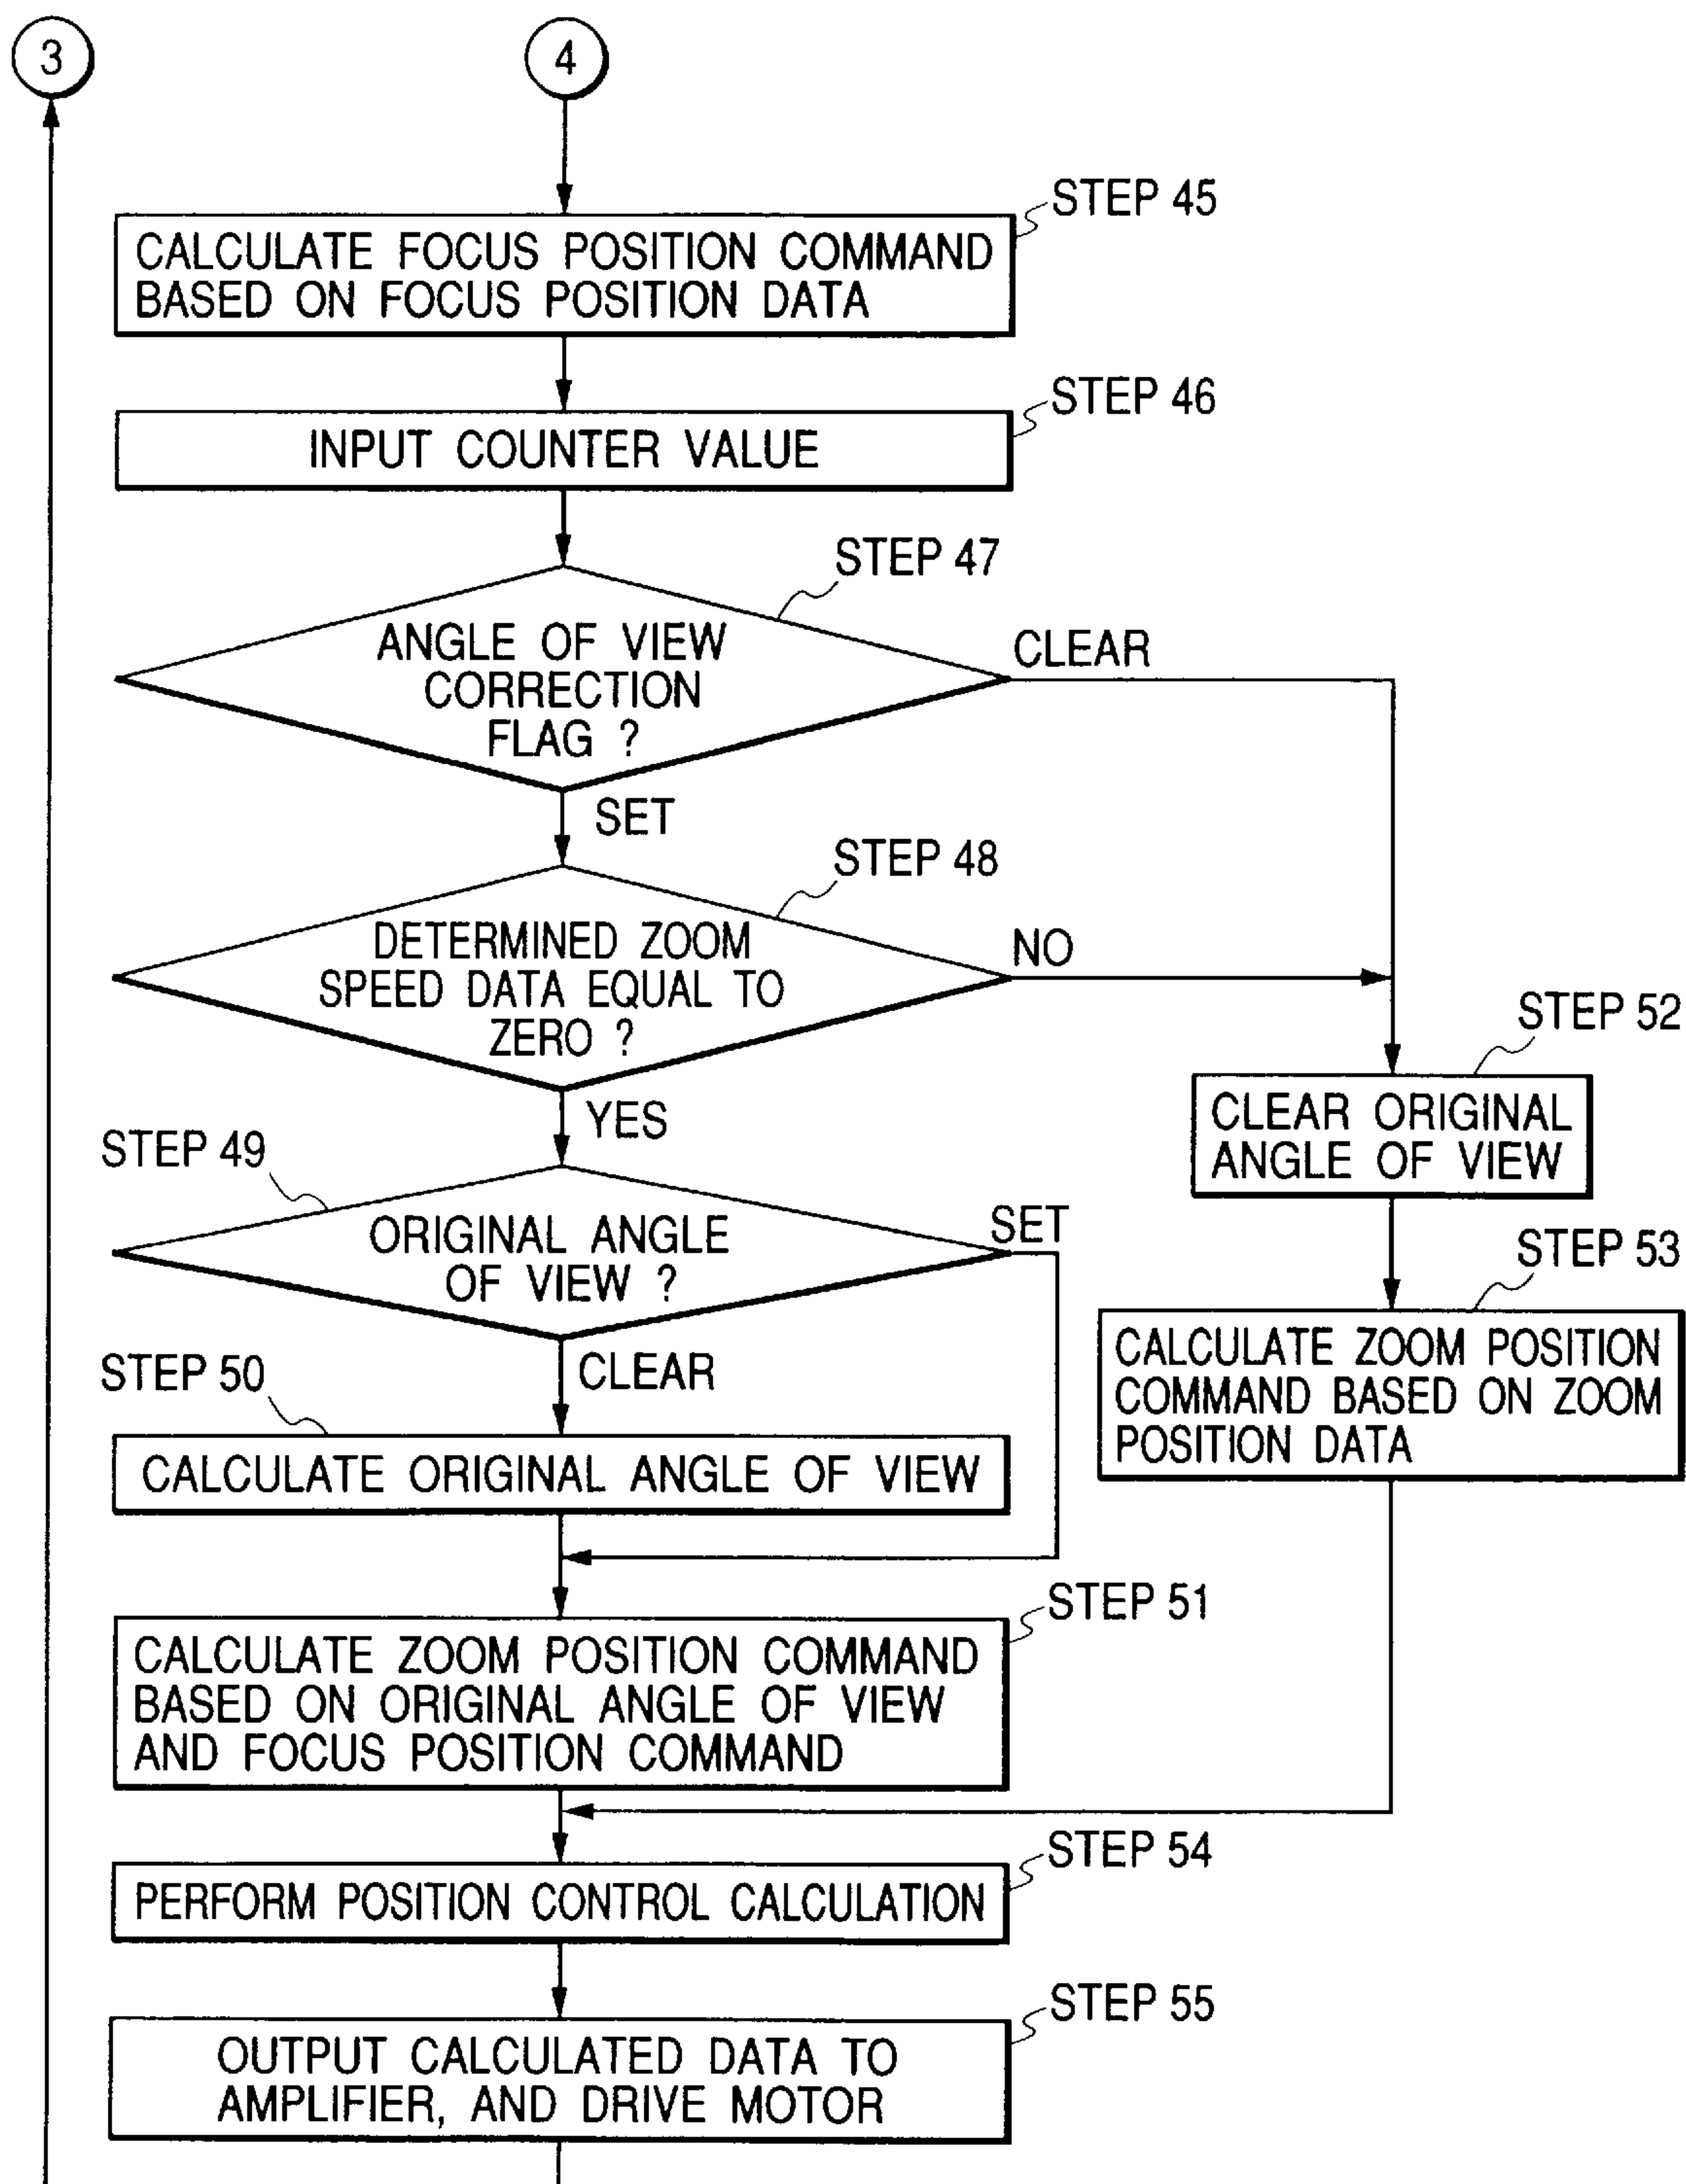 3
4
STEP 45
CALCULATE FOCUS POSITION COMMAND
BASED ON FOCUS POSITION DATA
STEP 46
INPUT COUNTER VALUE
STEP 47
ANGLE OF VIEW
CORRECTION
FLAG ?
CLEAR
SET
STEP 48
DETERMINED ZOOM
SPEED DATA EQUAL TO
ZERO ?
NO
YES
STEP 52
CLEAR ORIGINAL
ANGLE OF VIEW
STEP 49
ORIGINAL ANGLE
OF VIEW ?
SET
CLEAR
STEP 53
CALCULATE ZOOM POSITION
COMMAND BASED ON ZOOM
POSITION DATA
STEP 50
CALCULATE ORIGINAL ANGLE OF VIEW
STEP 51
CALCULATE ZOOM POSITION COMMAND
BASED ON ORIGINAL ANGLE OF VIEW
AND FOCUS POSITION COMMAND
STEP 54
PERFORM POSITION CONTROL CALCULATION
STEP 55
OUTPUT CALCULATED DATA TO
AMPLIFIER, AND DRIVE MOTOR